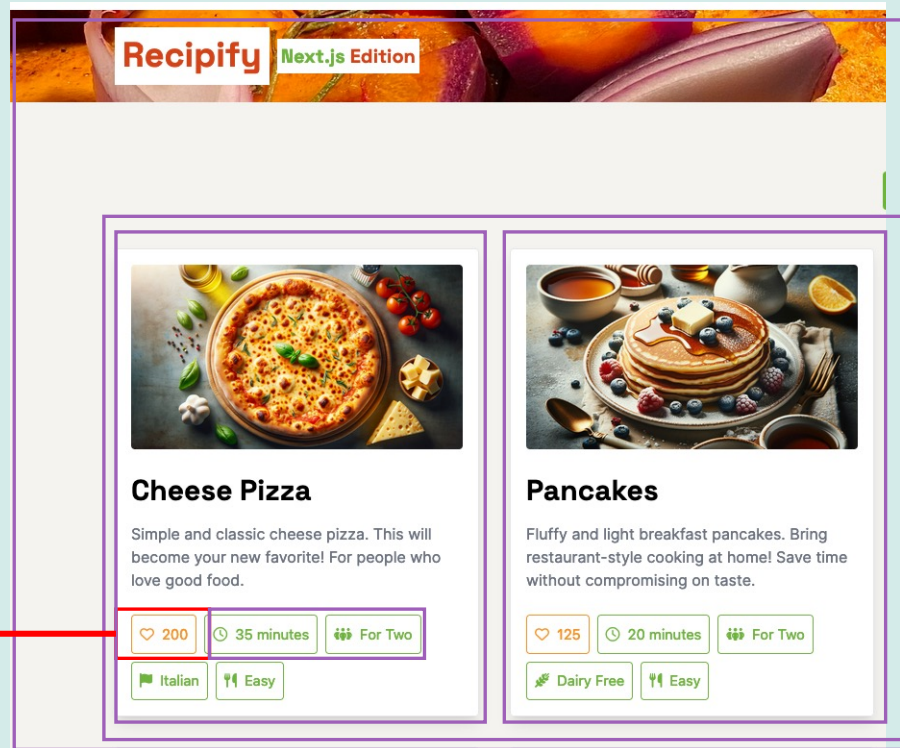 Recipify Next.js Edition
Cheese Pizza
Simple and classic cheese pizza. This will
become your new favorite! For people who
love good food.
200 35 minutes For Two
Italian Easy
Pancakes
Fluffy and light breakfast pancakes. Bring
restaurant-style cooking at home! Save time
without compromising on taste.
125 20 minutes For Two
Dairy Free Easy